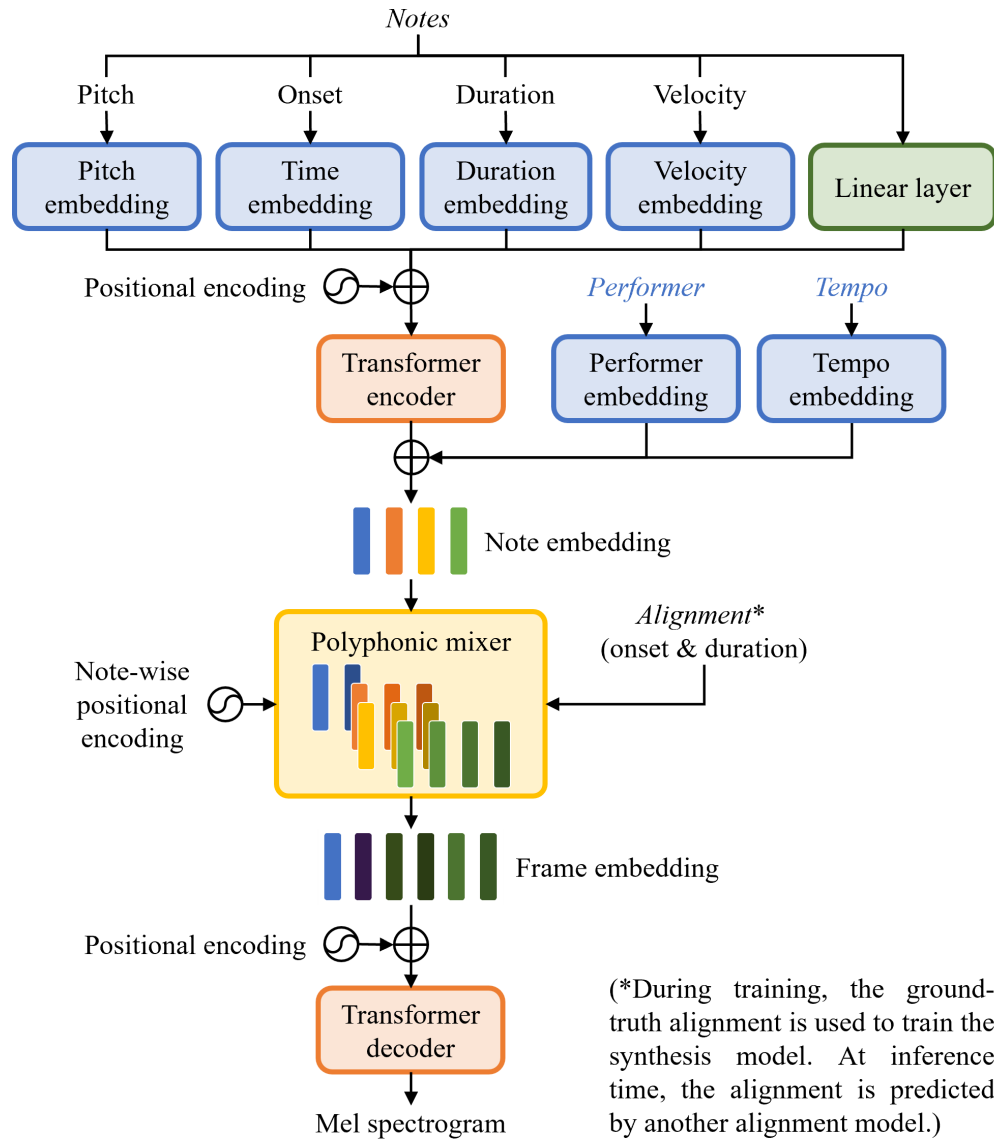 Notes
Pitch
Onset
Duration
Velocity
Pitch
embedding
Time
embedding
Duration
embedding
Velocity
embedding
Linear layer
Positional encoding
Performer
Tempo
Transformer
encoder
Performer
embedding
Tempo
embedding
Note embedding
Polyphonic mixer
Alignment*
(onset & duration)
Note-wise
positional
encoding
Frame embedding
Positional encoding
Transformer
decoder
Mel spectrogram
(*During training, the ground-
truth alignment is used to train the
synthesis model. At inference
time, the alignment is predicted
by another alignment model.)